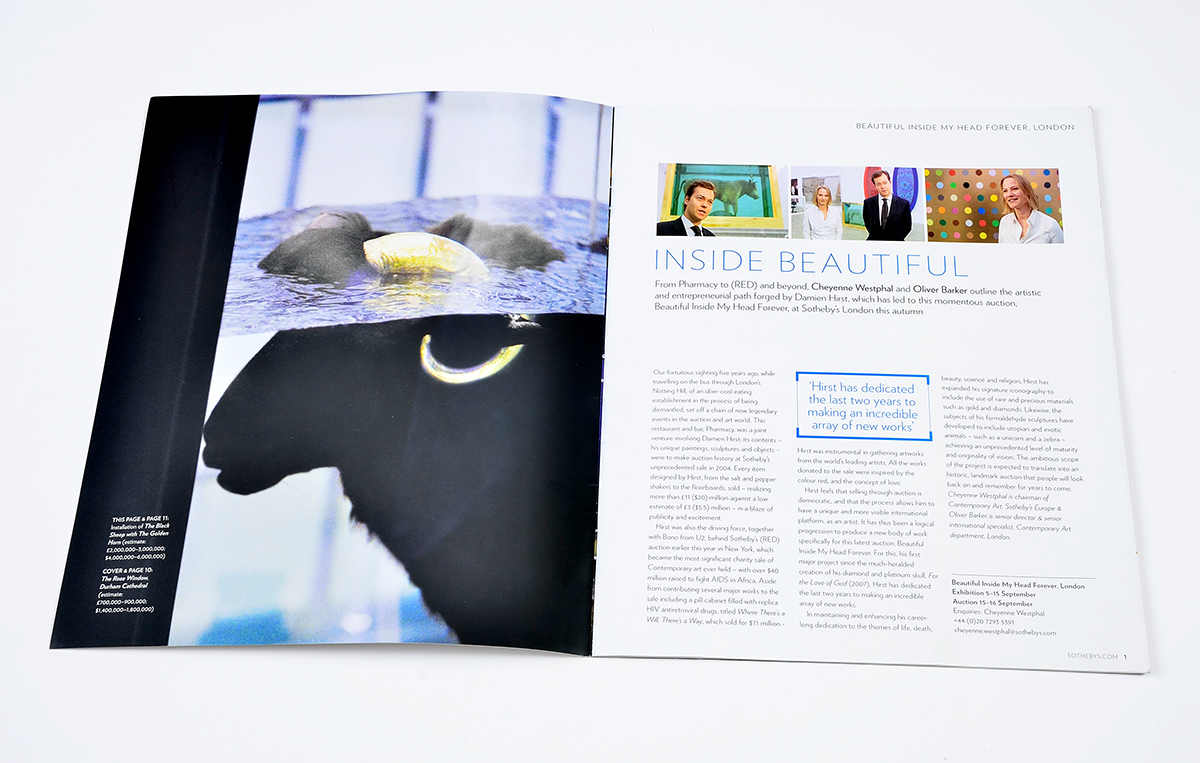 THIS PAGE & PAGE 11:
Installation of The Black
Sheep with The Golden
Horn (estimate:
£2,000,000–3,000,000;
$4,000,000–6,000,000)
COVER & PAGE 10:
The Rose Window,
Durham Cathedral
(estimate:
£700,000–900,000;
$1,400,000–1,800,000)
BEAUTIFUL INSIDE MY HEAD FOREVER, LONDON
INSIDE BEAUTIFUL
From Pharmacy to (RED) and beyond, Cheyenne Westphal and Oliver Barker outline the artistic
and entrepreneurial path forged by Damien Hirst, which has led to this momentous auction,
Beautiful Inside My Head Forever, at Sotheby's London this autumn
Our fortuitous sighting five years ago, while
travelling on the bus through London's
Notting Hill, of an über-cool eating
establishment in the process of being
dismantled, set off a chain of now legendary
events in the auction and art world. This
restaurant and bar, Pharmacy, was a joint
venture involving Damien Hirst; its contents –
his unique paintings, sculptures and objects –
were to make auction history at Sotheby's
unprecedented sale in 2004. Every item
designed by Hirst, from the salt and pepper
shakers to the floorboards, sold – realizing
more than £11 ($20) million against a low
estimate of £3 ($5.5) million – in a blaze of
publicity and excitement.
Hirst was also the driving force, together
with Bono from U2, behind Sotheby's (RED)
auction earlier this year in New York, which
became the most significant charity sale of
Contemporary art ever held – with over $40
million raised to fight AIDS in Africa. Aside
from contributing several major works to the
sale including a pill cabinet filled with replica
HIV antiretroviral drugs, titled Where There's a
Will, There's a Way, which sold for $7.1 million -
'Hirst has dedicated
the last two years to
making an incredible
array of new works'
Hirst was instrumental in gathering artworks
from the world's leading artists. All the works
donated to the sale were inspired by the
colour red, and the concept of love.
Hirst feels that selling through auction is
democratic, and that the process allows him to
have a unique and more visible international
platform, as an artist. It has thus been a logical
progression to produce a new body of work
specifically for this latest auction, Beautiful
Inside My Head Forever. For this, his first
major project since the much-heralded
creation of his diamond and platinum skull, For
the Love of God (2007), Hirst has dedicated
the last two years to making an incredible
array of new works.
In maintaining and enhancing his career-
long dedication to the themes of life, death,
beauty, science and religion, Hirst has
expanded his signature iconography to
include the use of rare and precious materials
such as gold and diamonds. Likewise, the
subjects of his formaldehyde sculptures have
developed to include utopian and exotic
animals – such as a unicorn and a zebra –
achieving an unprecedented level of maturity
and originality of vision. The ambitious scope
of the project is expected to translate into an
historic, landmark auction that people will look
back on and remember for years to come.
Cheyenne Westphal is chairman of
Contemporary Art, Sotheby's Europe &
Oliver Barker is senior director & senior
international specialist, Contemporary Art
department, London.
Beautiful Inside My Head Forever, London
Exhibition 5–15 September
Auction 15–16 September
Enquiries: Cheyenne Westphal
+44 (0)20 7293 5391
cheyenne.westphal@sothebys.com
SOTHEBYS.COM 1